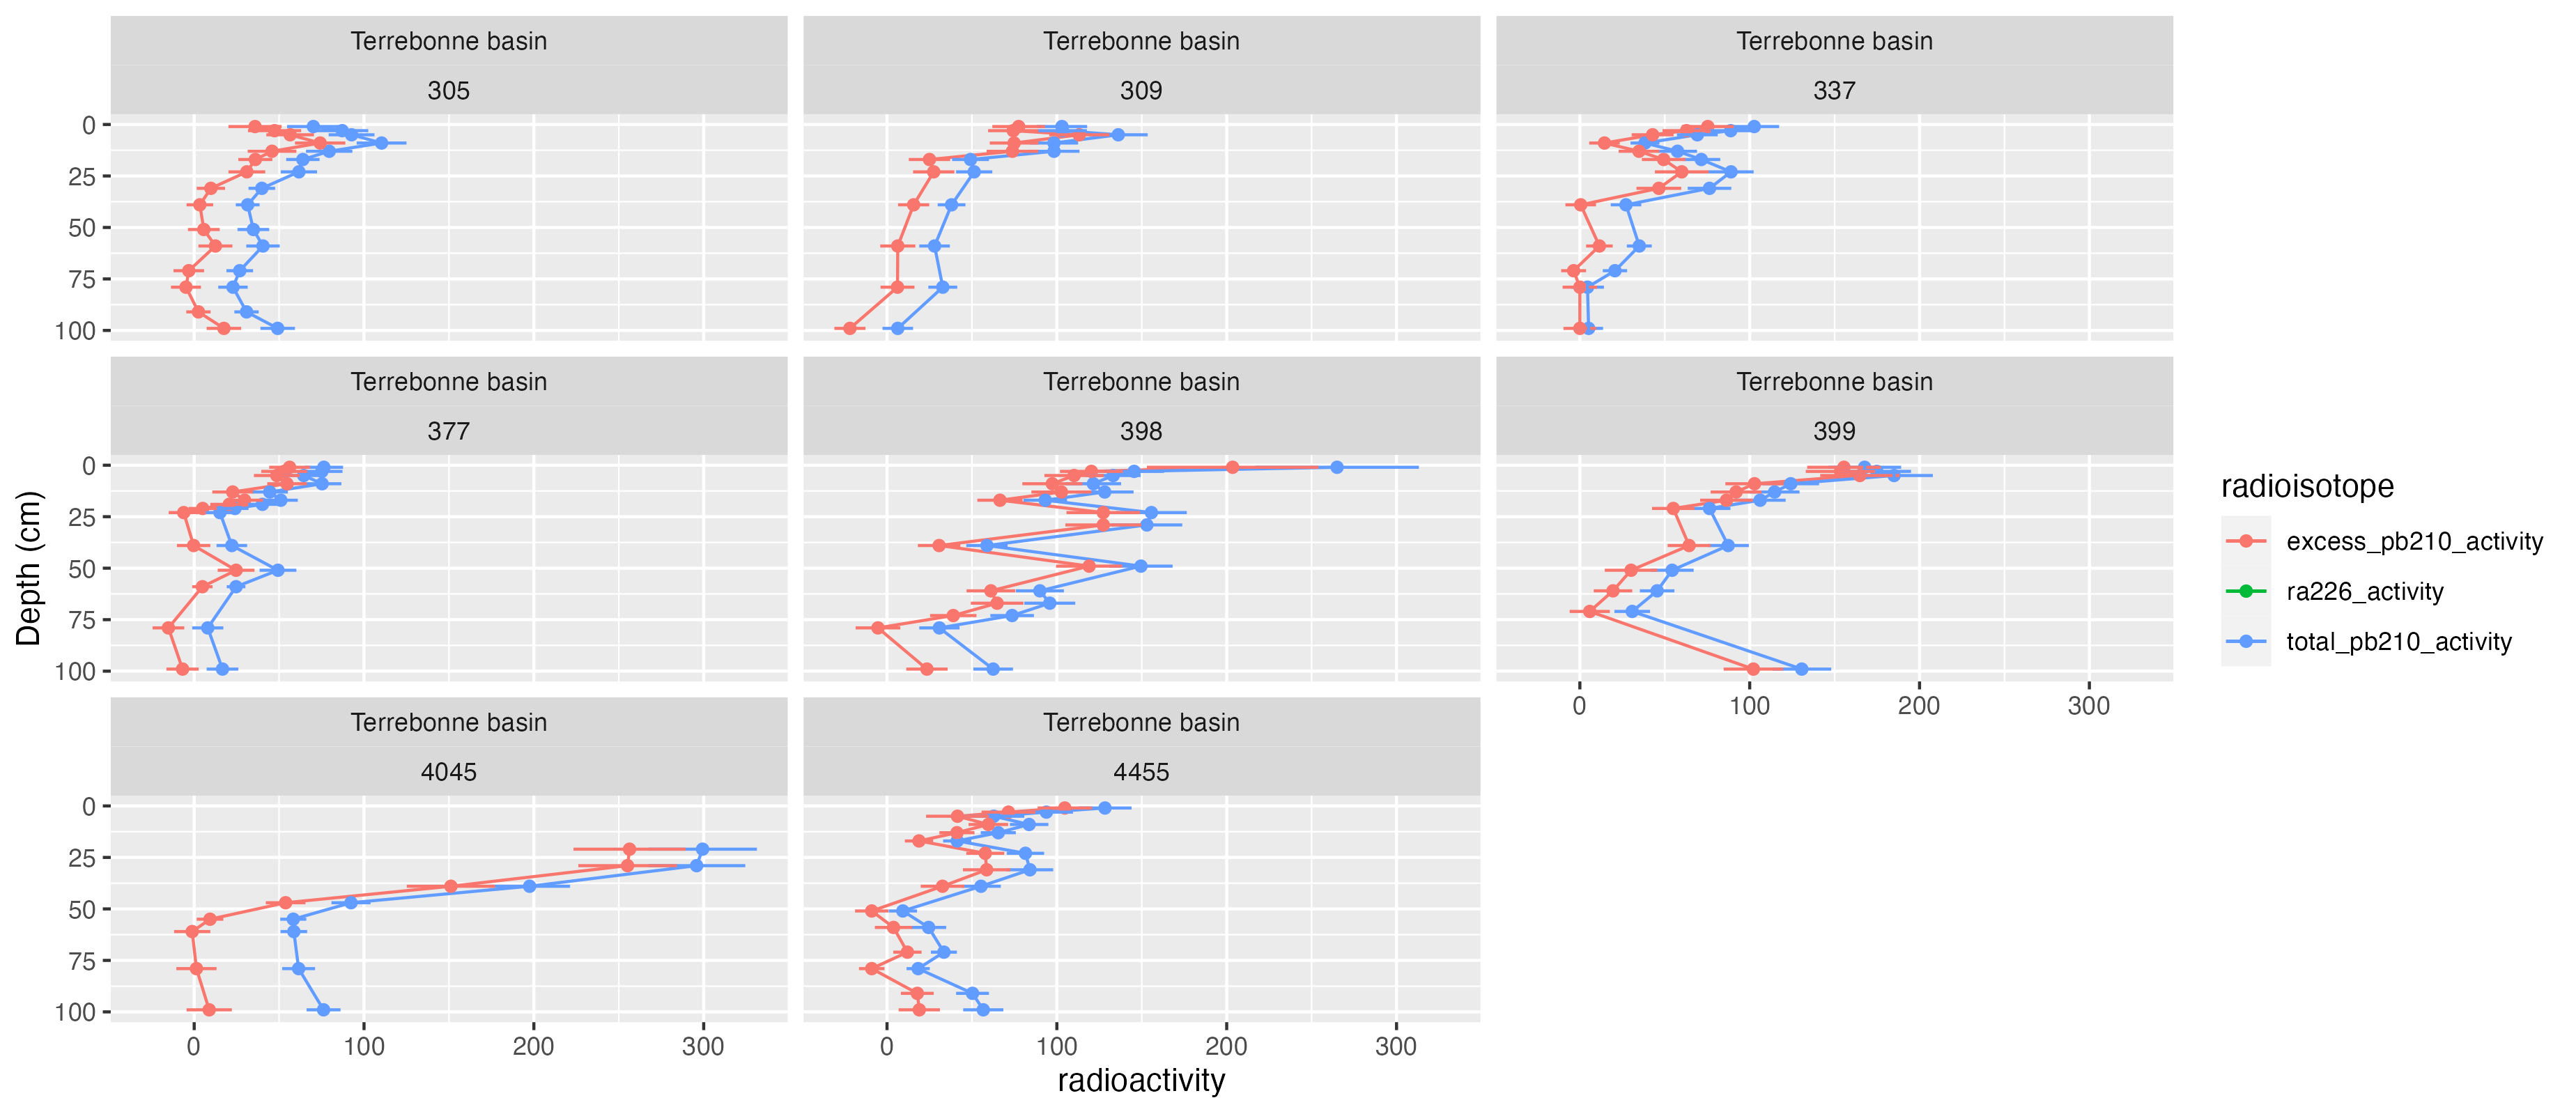 Terrebonne basin
305
Terrebonne basin
309
Terrebonne basin
337
0
25
50
75
100
Terrebonne basin
377
Terrebonne basin
398
Terrebonne basin
399
0
25
50
75
100
0 100 200 300
Terrebonne basin
4045
Terrebonne basin
4455
0
25
50
75
100
0 100 200 300
0 100 200 300
Depth (cm)
radioactivity
radioisotope
excess_pb210_activity
ra226_activity
total_pb210_activity